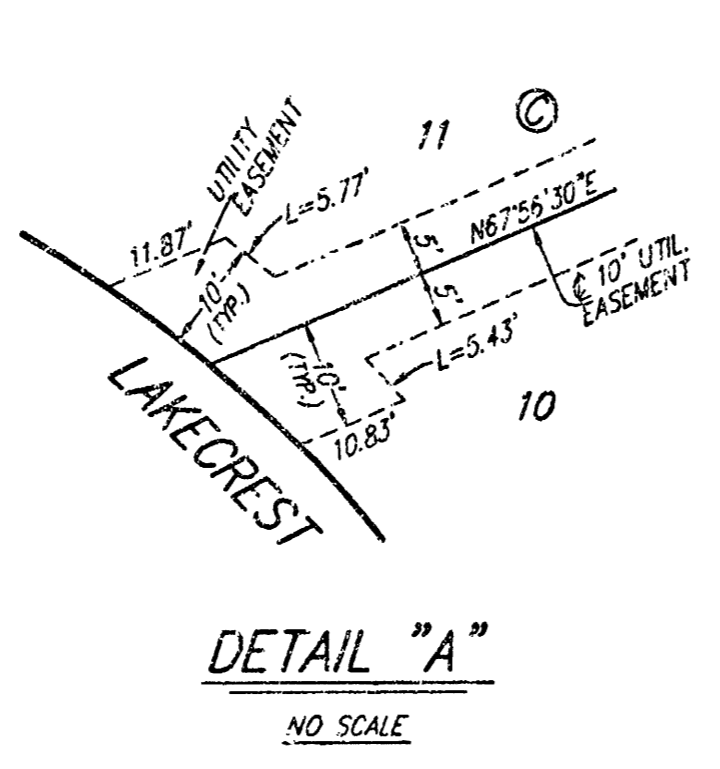 11
C
UTILITY
EASEMENT
L=5.77'
11.87'
10'
(TYP.)
5'
5'
N67°56'30"E
℄ 10' UTIL.
EASEMENT
10'
(TYP.)
L=5.43'
10.83'
10
LAKECREST
DETAIL "A"
NO SCALE